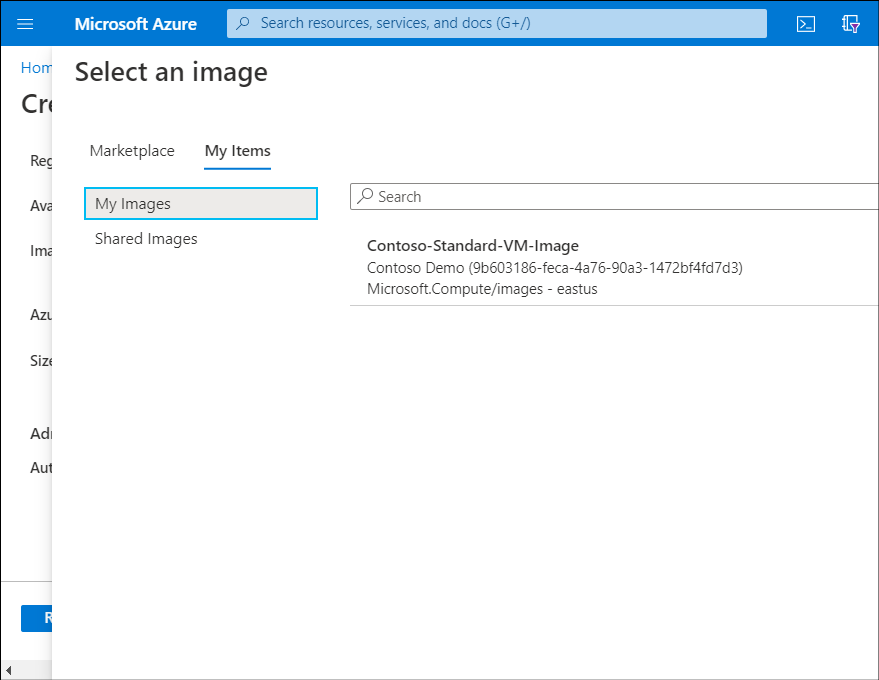 Microsoft Azure
Search resources, services, and docs (G+/)
Hom
Select an image
Cre
Marketplace
My Items
Reg
My Images
Search
Ava
Shared Images
Ima
Contoso-Standard-VM-Image
Contoso Demo (9b603186-feca-4a76-90a3-1472bf4fd7d3)
Microsoft.Compute/images - eastus
Azu
Size
Adr
Aut
R